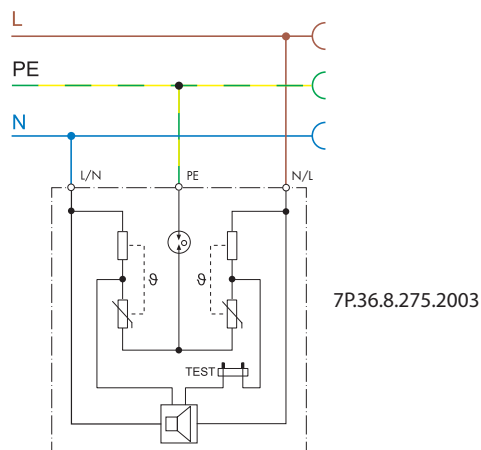 L
PE
N
L/N PE N/L
ϑ ϑ
7P.36.8.275.2003
TEST